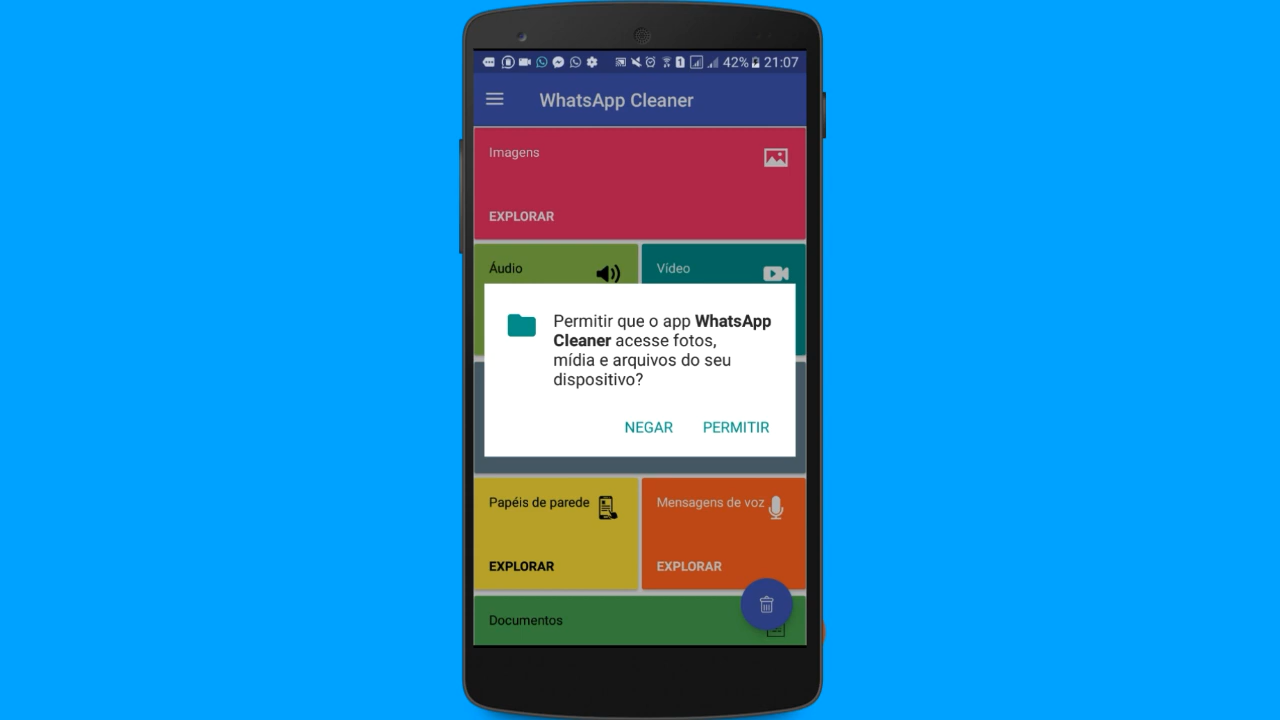 42% 21:07
WhatsApp Cleaner
Imagens
EXPLORAR
Áudio
Vídeo
Permitir que o app WhatsApp
Cleaner acesse fotos,
mídia e arquivos do seu
dispositivo?
NEGAR PERMITIR
Papéis de parede
Mensagens de voz
EXPLORAR
EXPLORAR
Documentos